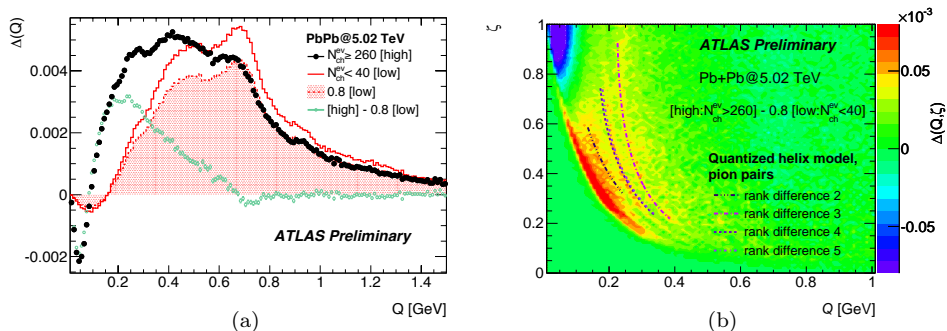 Δ(Q)
0.004
0.002
0
-0.002
PbPb@5.02 TeV
N^ev_ch ≥ 260 [high]
N^ev_ch < 40 [low]
0.8 [low]
[high] - 0.8 [low]
ATLAS Preliminary
0.2 0.4 0.6 0.8 1 1.2 1.4
Q [GeV]
(a)
ζ
1
0.8
0.6
0.4
0.2
0
ATLAS Preliminary
Pb+Pb@5.02 TeV
[high:N^ev_ch>260] - 0.8 [low:N^ev_ch<40]
Quantized helix model,
pion pairs
rank difference 2
rank difference 3
rank difference 4
rank difference 5
0 0.2 0.4 0.6 0.8 1
Q [GeV]
×10^-3
0.05
0
-0.05
Δ(Q,ζ)
(b)